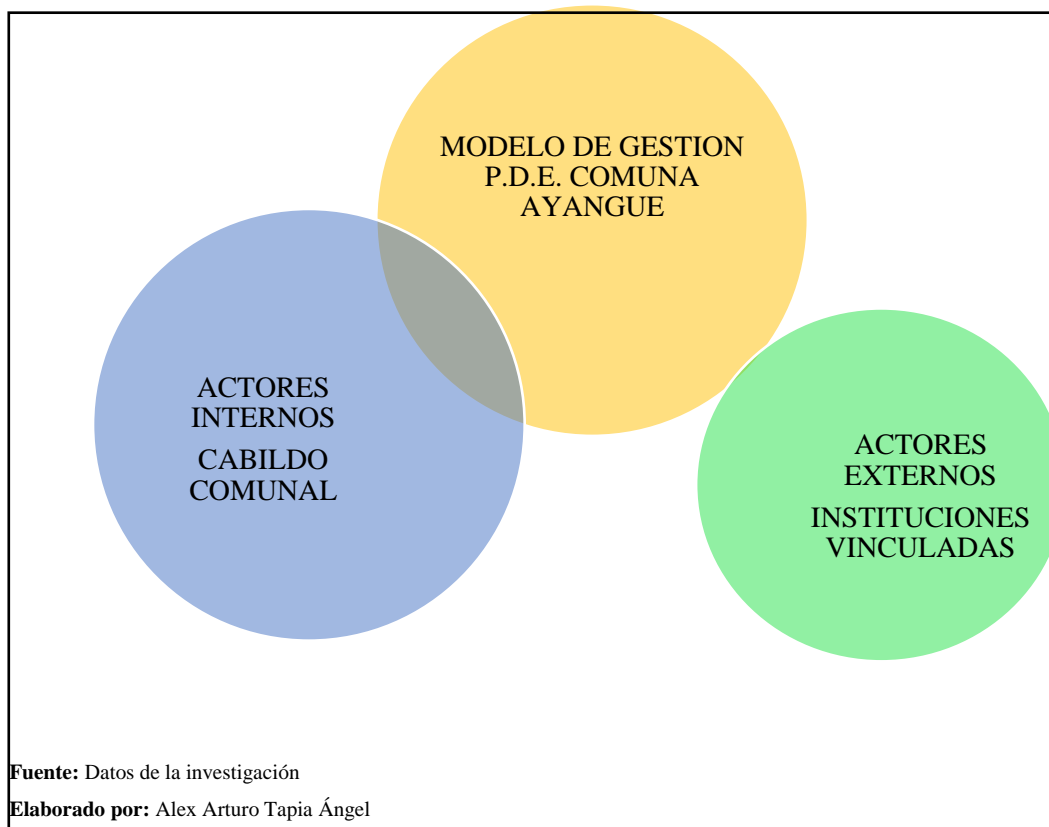 MODELO DE GESTION
P.D.E. COMUNA
AYANGUE
ACTORES
INTERNOS
CABILDO
COMUNAL
ACTORES
EXTERNOS
INSTITUCIONES
VINCULADAS
Fuente: Datos de la investigación
Elaborado por: Alex Arturo Tapia Ángel